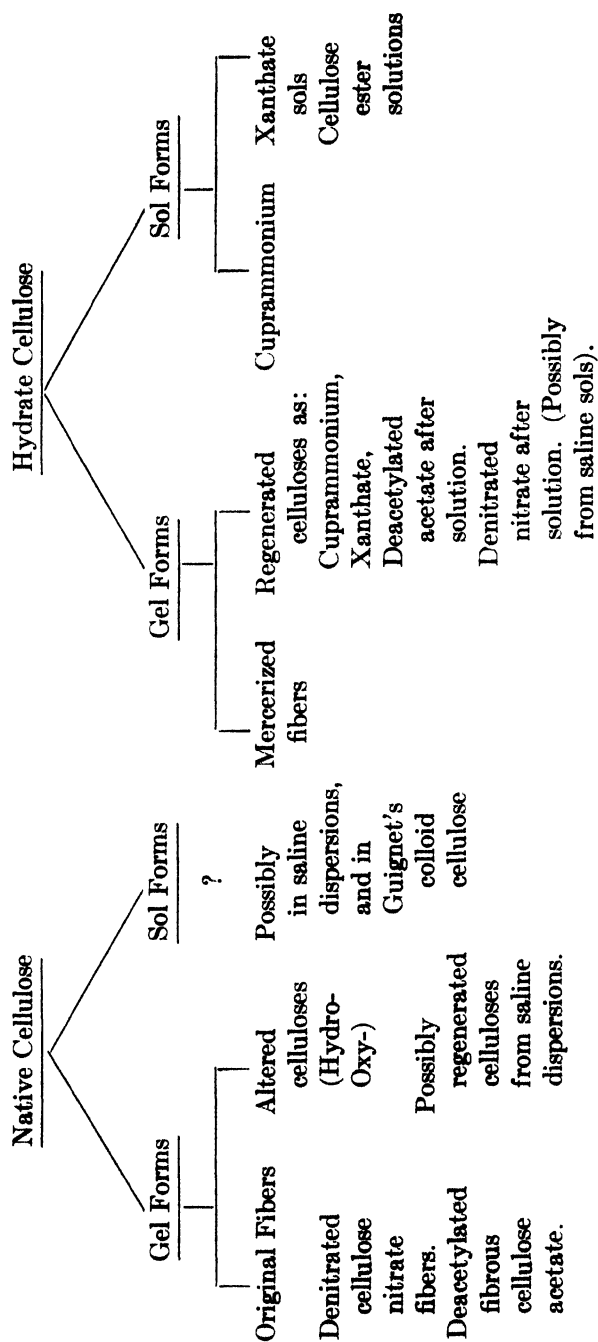 Native Cellulose
Gel Forms
Original Fibers
Denitrated
cellulose
nitrate
fibers.
Deacetylated
fibrous
cellulose
acetate.
Altered
celluloses
(Hydro-
Oxy-)
Possibly
regenerated
celluloses
from saline
dispersions.
Sol Forms
?
Possibly
in saline
dispersions,
and in
Guignet's
colloid
cellulose
Hydrate Cellulose
Gel Forms
Mercerized
fibers
Regenerated
celluloses as:
Cuprammonium,
Xanthate,
Deacetylated
acetate after
solution.
Denitrated
nitrate after
solution. (Possibly
from saline sols).
Sol Forms
Cuprammonium
Xanthate
sols
Cellulose
ester
solutions